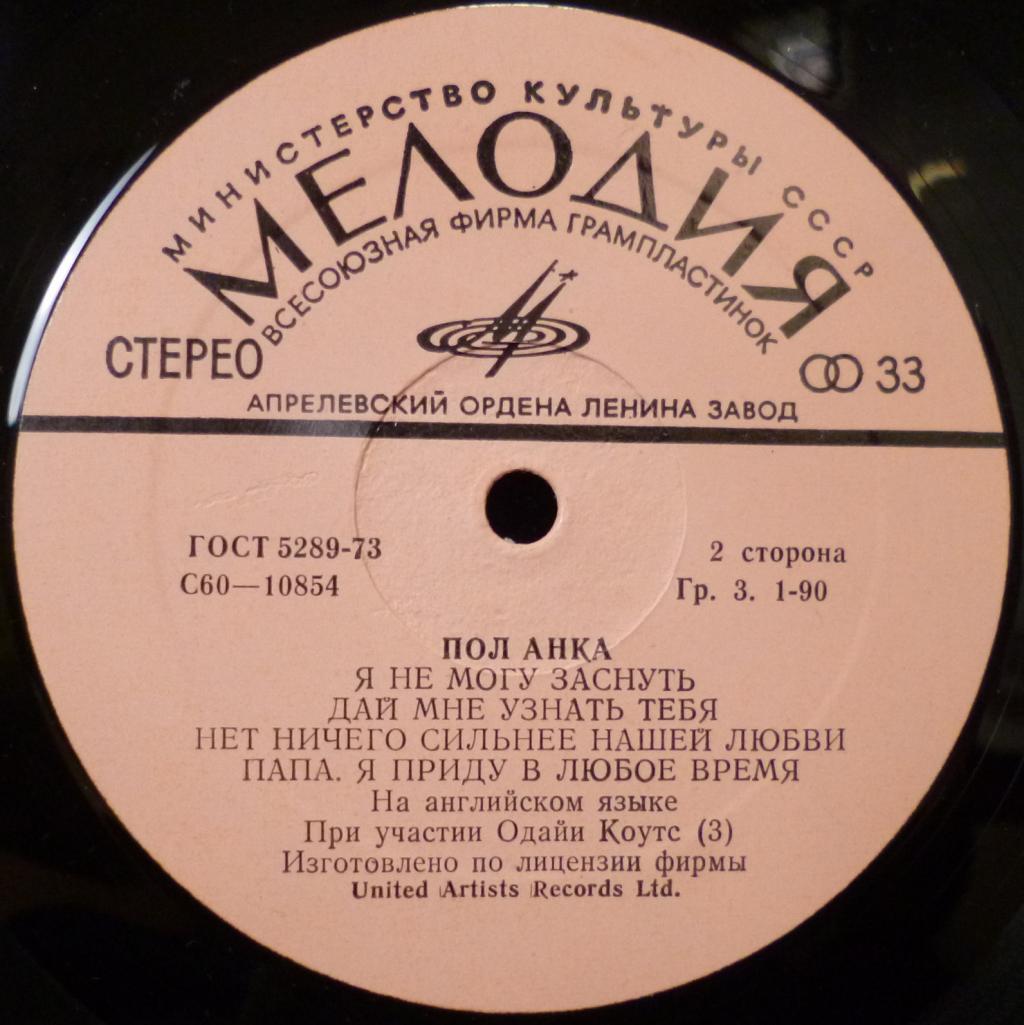 МИНИСТЕРСТВО КУЛЬТУРЫ СССР
МЕЛОДИЯ
ВСЕСОЮЗНАЯ ФИРМА ГРАМПЛАСТИНОК
СТЕРЕО
33
АПРЕЛЕВСКИЙ ОРДЕНА ЛЕНИНА ЗАВОД
ГОСТ 5289-73
2 сторона
С60—10854
Гр. 3. 1-90
ПОЛ АНКА
Я НЕ МОГУ ЗАСНУТЬ
ДАЙ МНЕ УЗНАТЬ ТЕБЯ
НЕТ НИЧЕГО СИЛЬНЕЕ НАШЕЙ ЛЮБВИ
ПАПА. Я ПРИДУ В ЛЮБОЕ ВРЕМЯ
На английском языке
При участии Одайи Коутс (3)
Изготовлено по лицензии фирмы
United Artists Records Ltd.